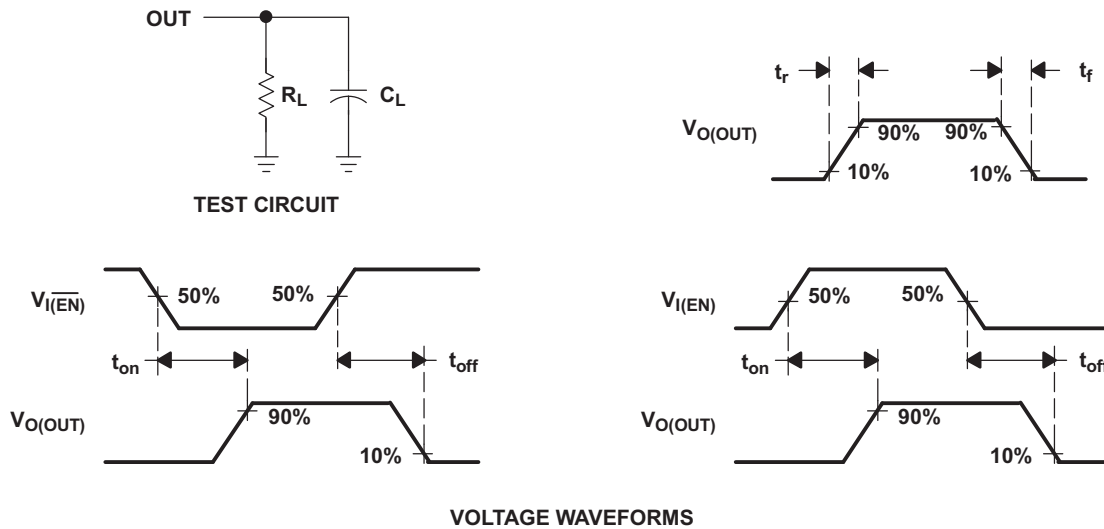 OUT
R_L
C_L
TEST CIRCUIT
t_r
t_f
V_O(OUT)
90%
90%
10%
10%
V_I(E̅N̅)
50%
50%
t_on
t_off
V_O(OUT)
90%
10%
V_I(EN)
50%
50%
t_on
t_off
V_O(OUT)
90%
10%
VOLTAGE WAVEFORMS